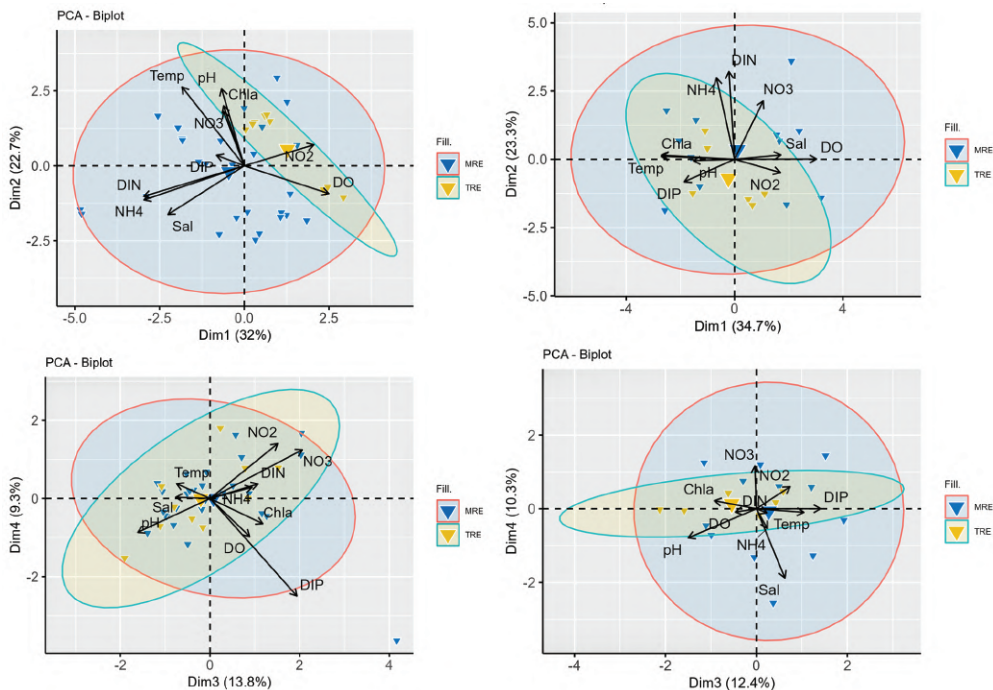 PCA - Biplot
Dim2 (22.7%)
2.5
0.0
-2.5
Temp
pH
Chla
NO3
NO2
DIP
DO
DIN
NH4
Sal
-5.0
-2.5
0.0
2.5
Dim1 (32%)
Fill.
MRE
TRE
Dim2 (23.3%)
5.0
2.5
0.0
-2.5
-5.0
DIN
NH4
NO3
Chla
Sal
DO
Temp
pH
NO2
DIP
-4
0
4
Dim1 (34.7%)
Fill.
MRE
TRE
PCA - Biplot
Dim4 (9.3%)
2
0
-2
NO2
NO3
Temp
DIN
NH4
Sal
Chla
pH
DO
DIP
-2
0
2
4
Dim3 (13.8%)
Fill.
MRE
TRE
PCA - Biplot
Dim4 (10.3%)
2
0
-2
NO3
NO2
Chla
DIN
DIP
DO
Temp
NH4
pH
Sal
-4
-2
0
2
Dim3 (12.4%)
Fill.
MRE
TRE